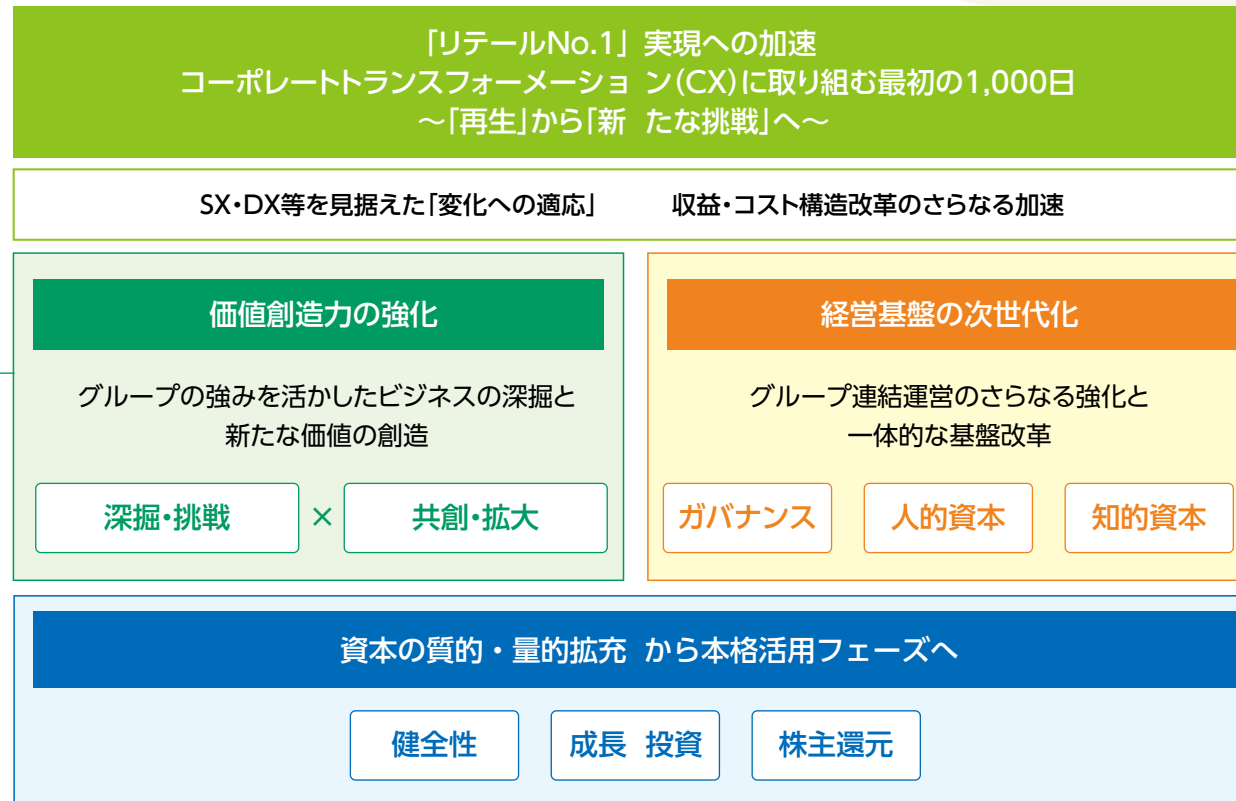 「リテールNo.1」 実現への加速
コーポレートトランスフォーメーション(CX)に取り組む最初の1,000日
～「再生」から「新たな挑戦」へ～
SX・DX等を見据えた「変化への適応」 収益・コスト構造改革のさらなる加速
価値創造力の強化
グループの強みを活かしたビジネスの深掘と
新たな価値の創造
深掘・挑戦 × 共創・拡大
経営基盤の次世代化
グループ連結運営のさらなる強化と
一体的な基盤改革
ガバナンス 人的資本 知的資本
資本の質的・量的拡充 から本格活用フェーズへ
健全性 成長 投資 株主還元